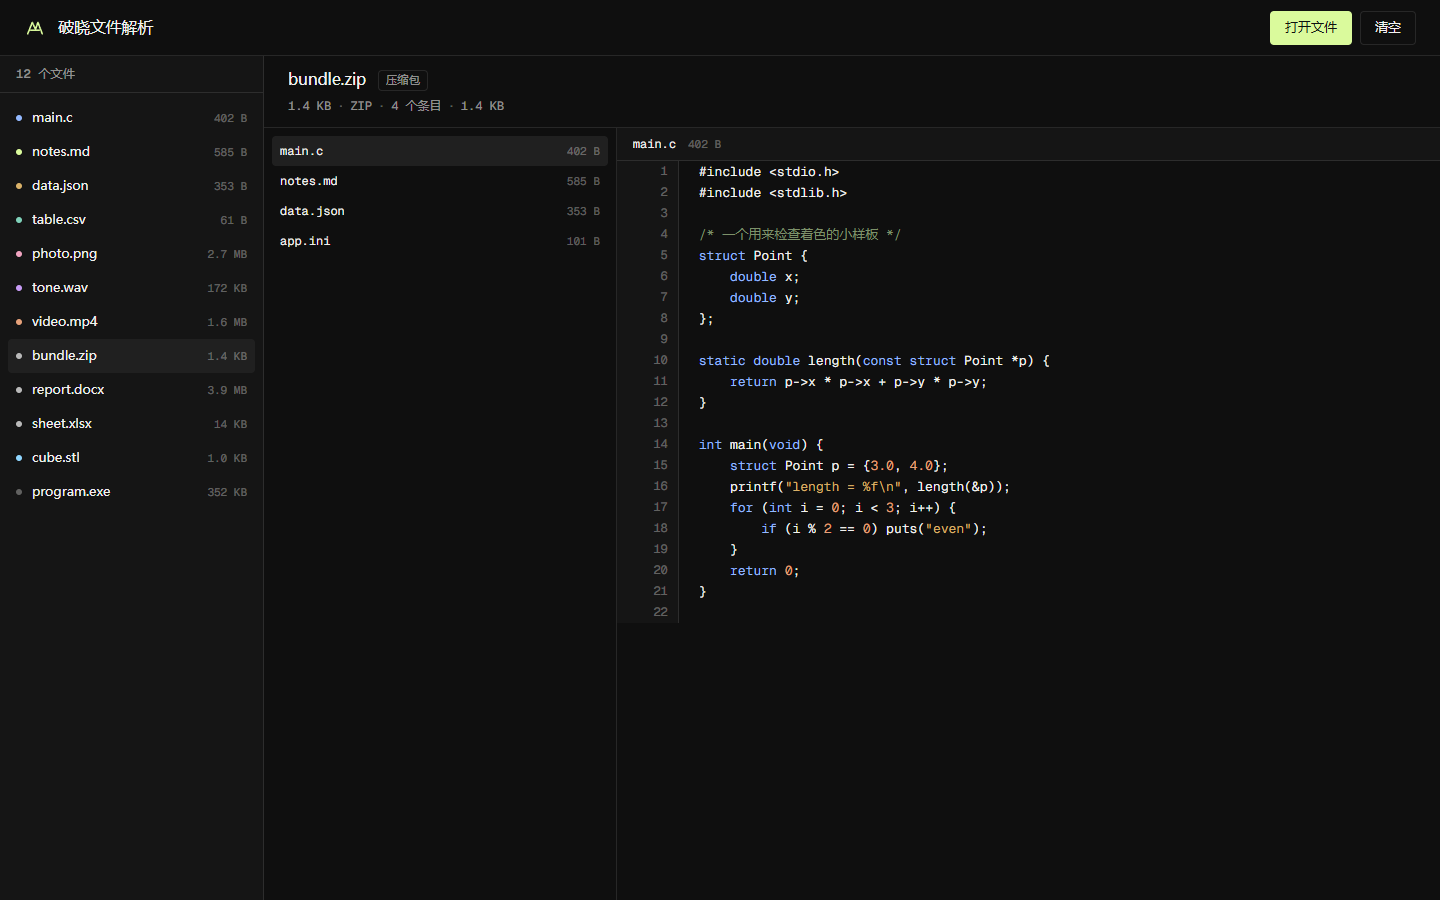 破晓文件解析
打开文件
清空
12 个文件
main.c 402 B
notes.md 585 B
data.json 353 B
table.csv 61 B
photo.png 2.7 MB
tone.wav 172 KB
video.mp4 1.6 MB
bundle.zip 1.4 KB
report.docx 3.9 MB
sheet.xlsx 14 KB
cube.stl 1.0 KB
program.exe 352 KB
bundle.zip 压缩包
1.4 KB · ZIP · 4 个条目 · 1.4 KB
main.c 402 B
notes.md 585 B
data.json 353 B
app.ini 101 B
main.c 402 B
1 #include <stdio.h>
2 #include <stdlib.h>
3
4 /* 一个用来检查着色的小样板 */
5 struct Point {
6     double x;
7     double y;
8 };
9
10 static double length(const struct Point *p) {
11     return p->x * p->x + p->y * p->y;
12 }
13
14 int main(void) {
15     struct Point p = {3.0, 4.0};
16     printf("length = %f\n", length(&p));
17     for (int i = 0; i < 3; i++) {
18         if (i % 2 == 0) puts("even");
19     }
20     return 0;
21 }
22